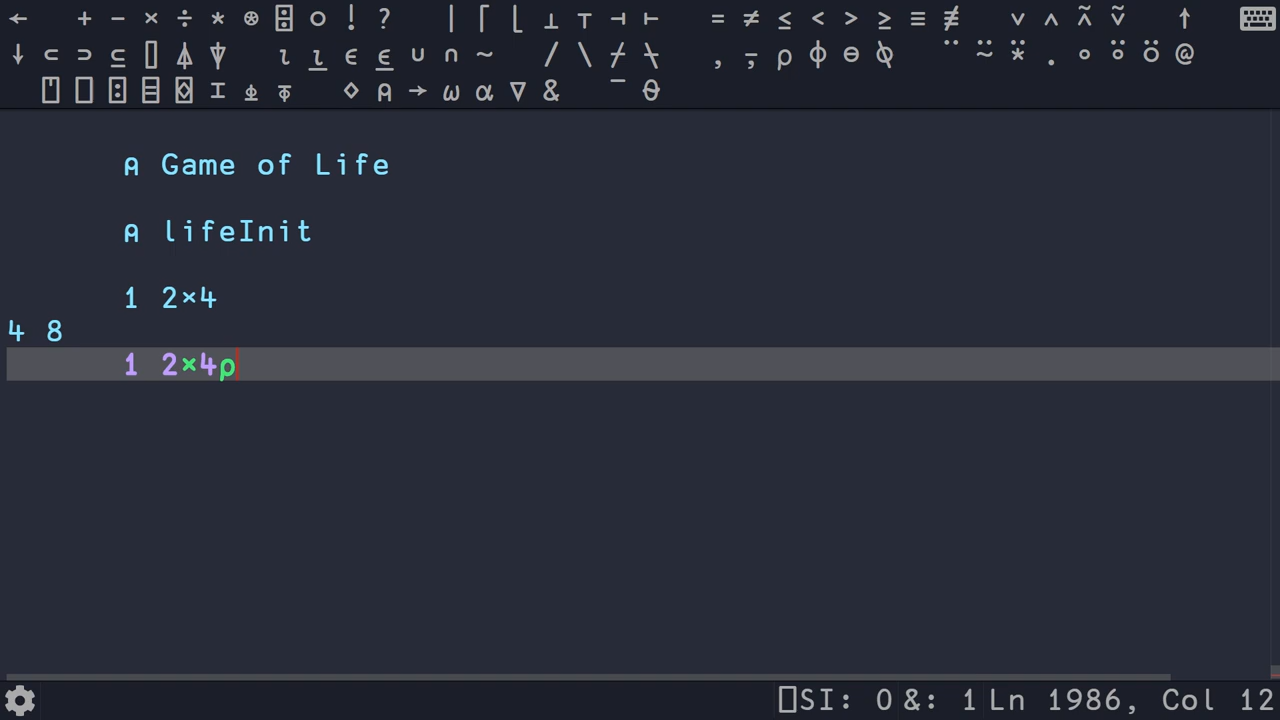 ← + - × ÷ * ⍟ ⌹ ○ ! ? | ⌈ ⌊ ⊥ ⊤ ⊣ ⊢ = ≠ ≤ < > ≥ ≡ ≢ ∨ ∧ ⍲ ⍱ ↑
↓ ⊂ ⊃ ⊆ ⌷ ⍋ ⍒ ⍳ ⍸ ∊ ⍷ ∪ ∩ ~ / \ ⌿ ⍀ , ⍪ ⍴ ⌽ ⊖ ⍉ ¨ ⍨ ⍣ . ∘ ⍤ ⍥ @
⍞ ⎕ ⍠ ⌸ ⌺ ⌶ ⍎ ⍕ ⋄ ⍝ → ⍵ ⍺ ∇ & ¯ ⍬
⍝ Game of Life
⍝ lifeInit
1 2×4
4 8
1 2×4⍴
⎕SI: 0 &: 1 Ln 1986, Col 12